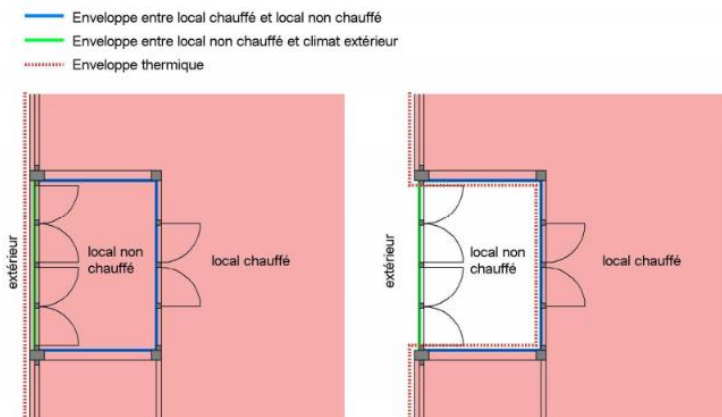 Enveloppe entre local chauffé et local non chauffé
Enveloppe entre local non chauffé et climat extérieur
Enveloppe thermique
extérieur
local non
chauffé
local chauffé
extérieur
local non
chauffé
local chauffé